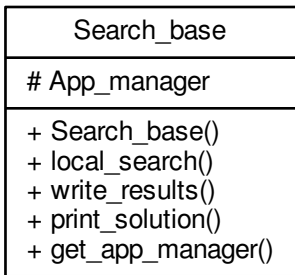 Search_base
# App_manager
+ Search_base()
+ local_search()
+ write_results()
+ print_solution()
+ get_app_manager()